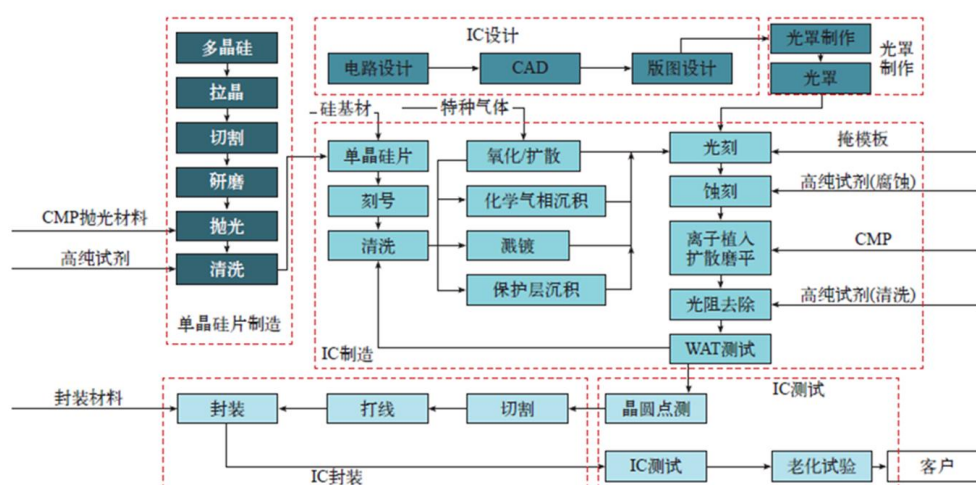 多晶硅
拉晶
切割
研磨
CMP抛光材料
抛光
高纯试剂
清洗
单晶硅片制造
IC设计
电路设计
CAD
版图设计
光罩制作
光罩
光罩
制作
硅基材
特种气体
单晶硅片
刻号
清洗
氧化/扩散
化学气相沉积
溅镀
保护层沉积
光刻
掩模板
蚀刻
高纯试剂(腐蚀)
离子植入
扩散磨平
CMP
光阻去除
高纯试剂(清洗)
WAT测试
IC制造
封装材料
封装
打线
切割
晶圆点测
IC测试
IC封装
IC测试
老化试验
客户